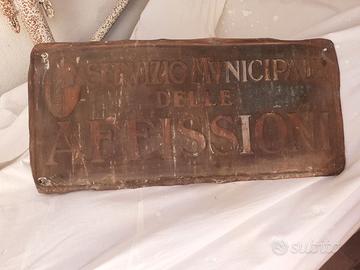 SERVIZIO MVNICIPALE
DELLE
AFFISSIONI
subito